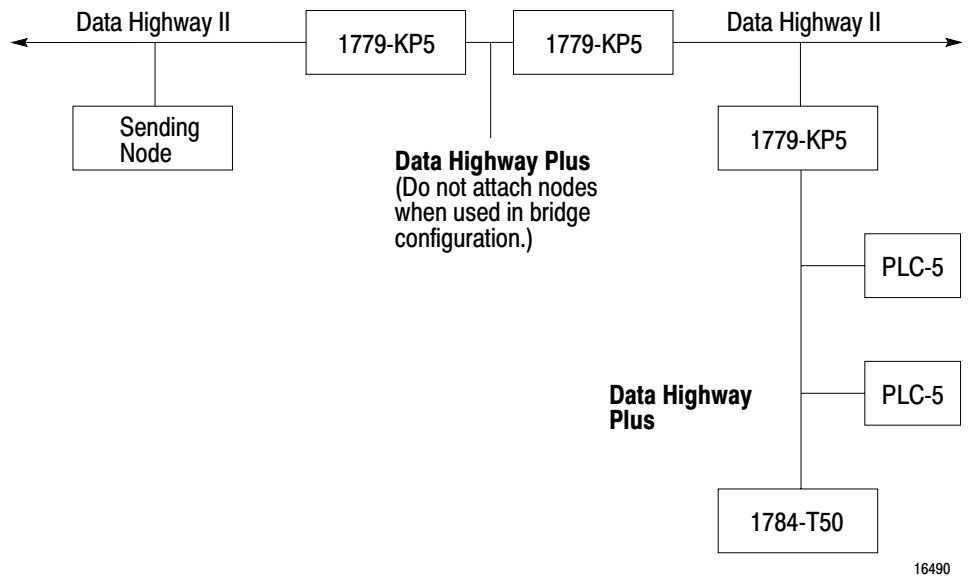 Data Highway II
1779-KP5
1779-KP5
Data Highway II
Sending
Node
Data Highway Plus
(Do not attach nodes
when used in bridge
configuration.)
1779-KP5
PLC-5
Data Highway
Plus
PLC-5
1784-T50
16490